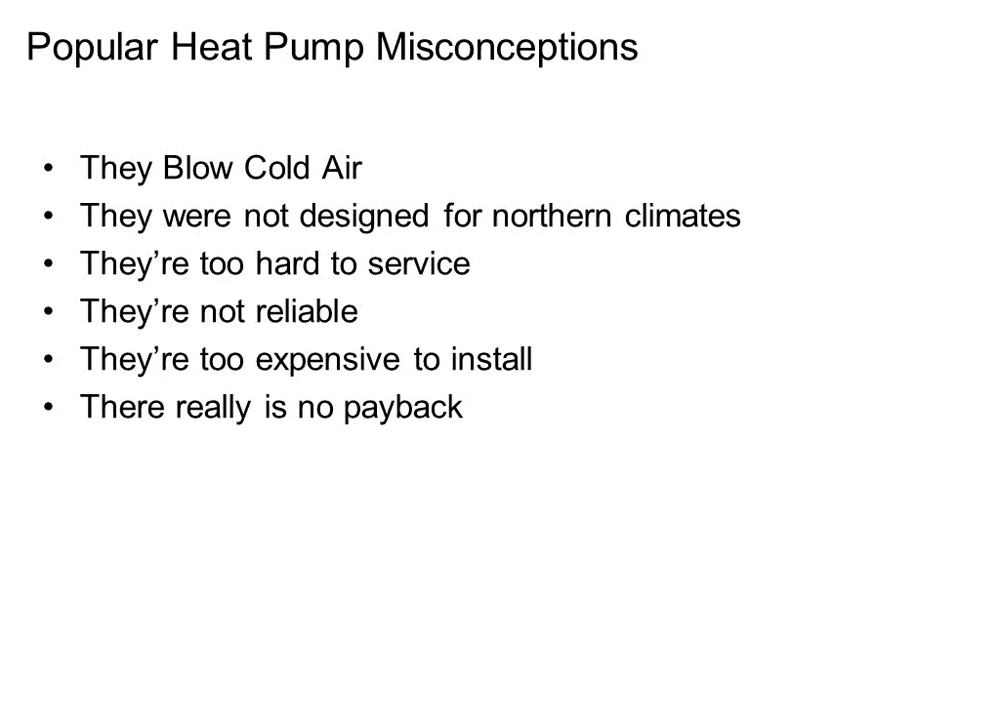 Popular Heat Pump Misconceptions
• They Blow Cold Air
• They were not designed for northern climates
• They’re too hard to service
• They’re not reliable
• They’re too expensive to install
• There really is no payback